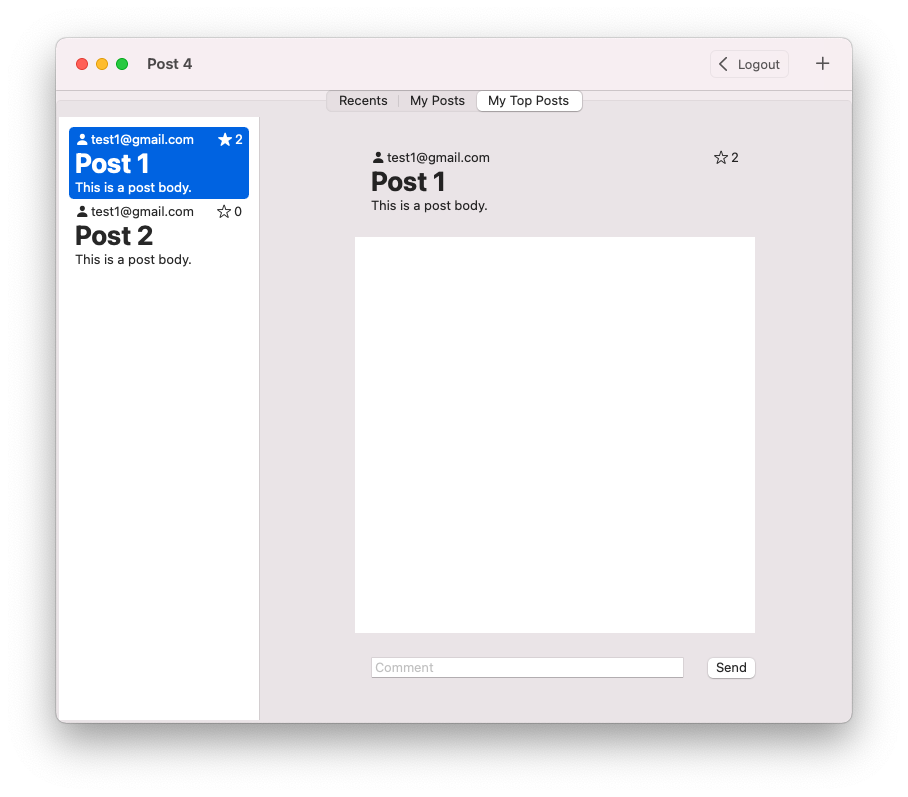 Post 4
Logout
Recents
My Posts
My Top Posts
test1@gmail.com 2
Post 1
This is a post body.
test1@gmail.com 0
Post 2
This is a post body.
test1@gmail.com 2
Post 1
This is a post body.
Comment
Send